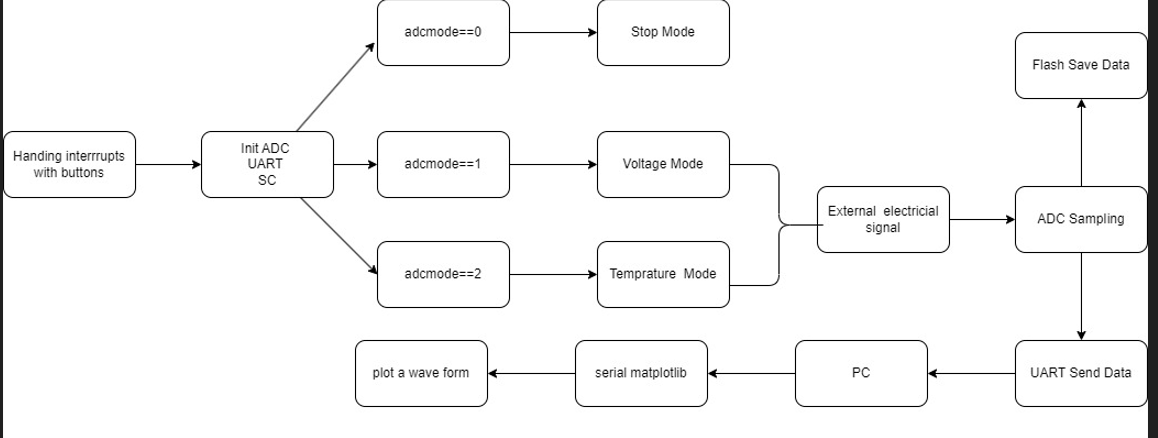 adcmode==0
Stop Mode
Flash Save Data
Handing interrrupts
with buttons
Init ADC
UART
SC
adcmode==1
Voltage Mode
External electricial
signal
ADC Sampling
adcmode==2
Temprature Mode
plot a wave form
serial matplotlib
PC
UART Send Data